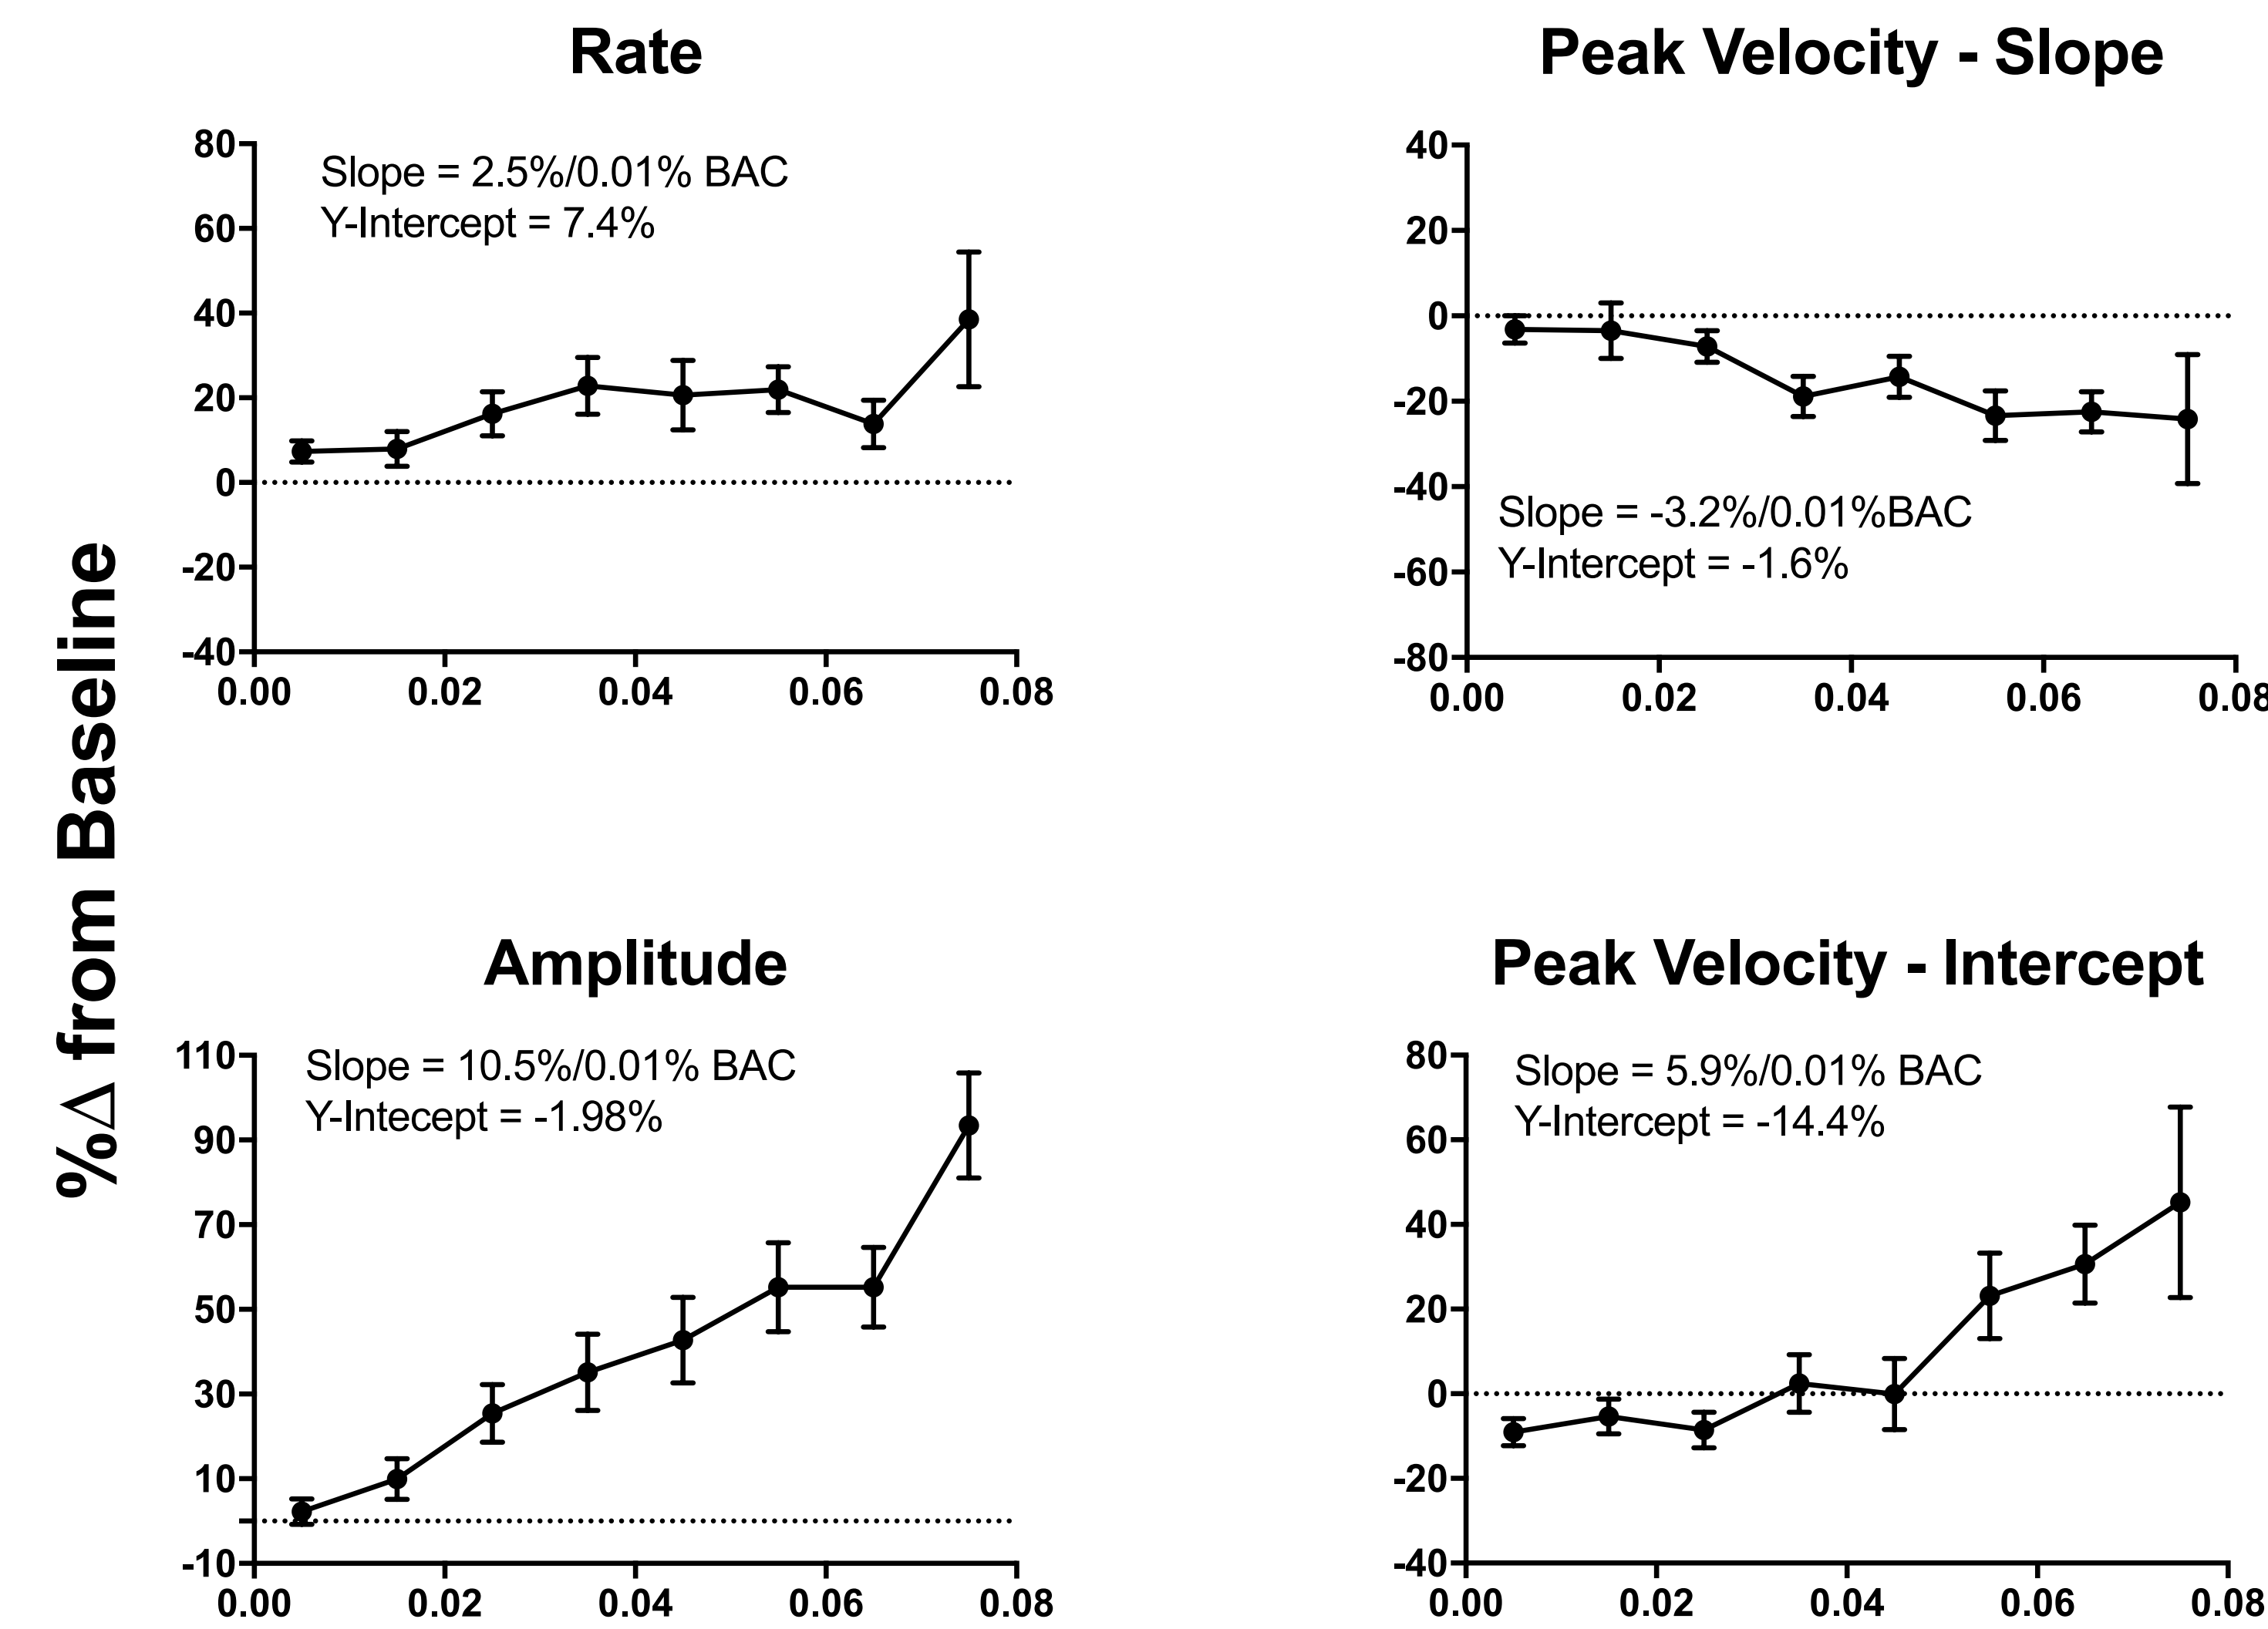 %Δ from Baseline
Rate
Slope = 2.5%/0.01% BAC
Y-Intercept = 7.4%
80
60
40
20
0
-20
-40
0.00 0.02 0.04 0.06 0.08
Peak Velocity - Slope
40
20
0
-20
-40
-60
-80
Slope = -3.2%/0.01%BAC
Y-Intercept = -1.6%
0.00 0.02 0.04 0.06 0.08
Amplitude
Slope = 10.5%/0.01% BAC
Y-Intecept = -1.98%
110
90
70
50
30
10
-10
0.00 0.02 0.04 0.06 0.08
Peak Velocity - Intercept
Slope = 5.9%/0.01% BAC
Y-Intercept = -14.4%
80
60
40
20
0
-20
-40
0.00 0.02 0.04 0.06 0.08